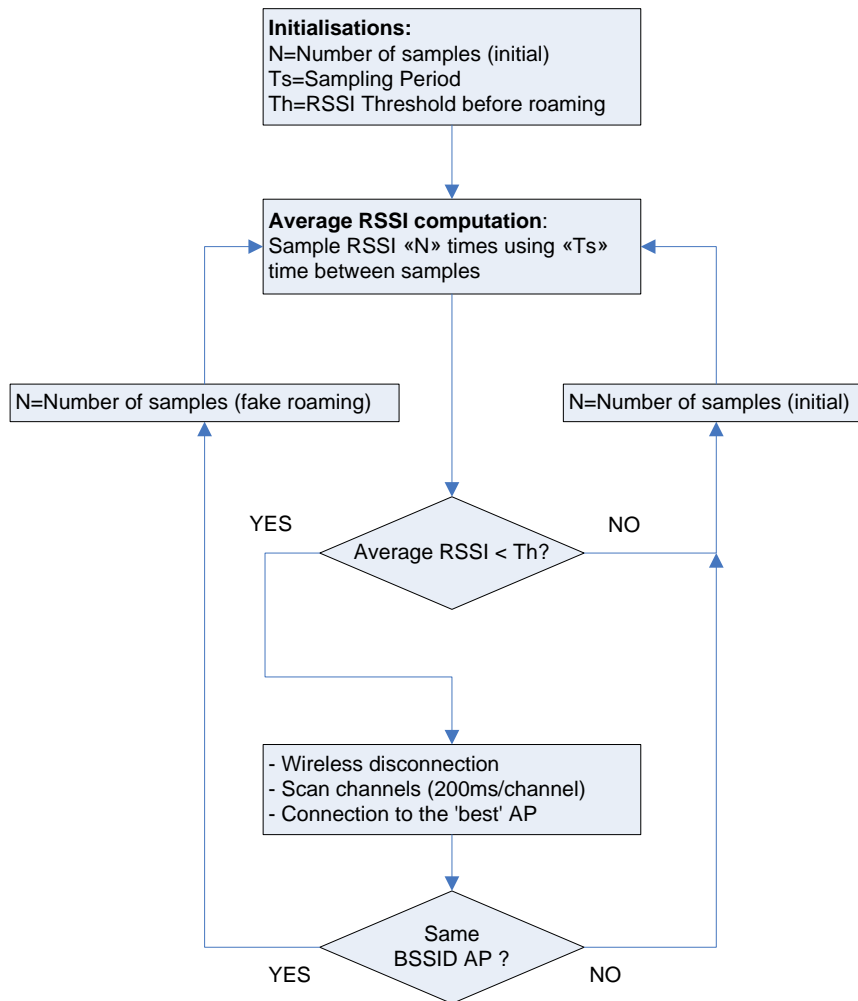 Initialisations:
N=Number of samples (initial)
Ts=Sampling Period
Th=RSSI Threshold before roaming
Average RSSI computation:
Sample RSSI «N» times using «Ts»
time between samples
N=Number of samples (fake roaming)
N=Number of samples (initial)
YES
NO
Average RSSI < Th?
- Wireless disconnection
- Scan channels (200ms/channel)
- Connection to the 'best' AP
Same
BSSID AP ?
YES
NO